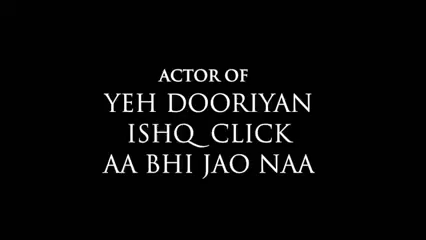 ACTOR OF
YEH DOORIYAN
ISHQ CLICK
AA BHI JAO NAA